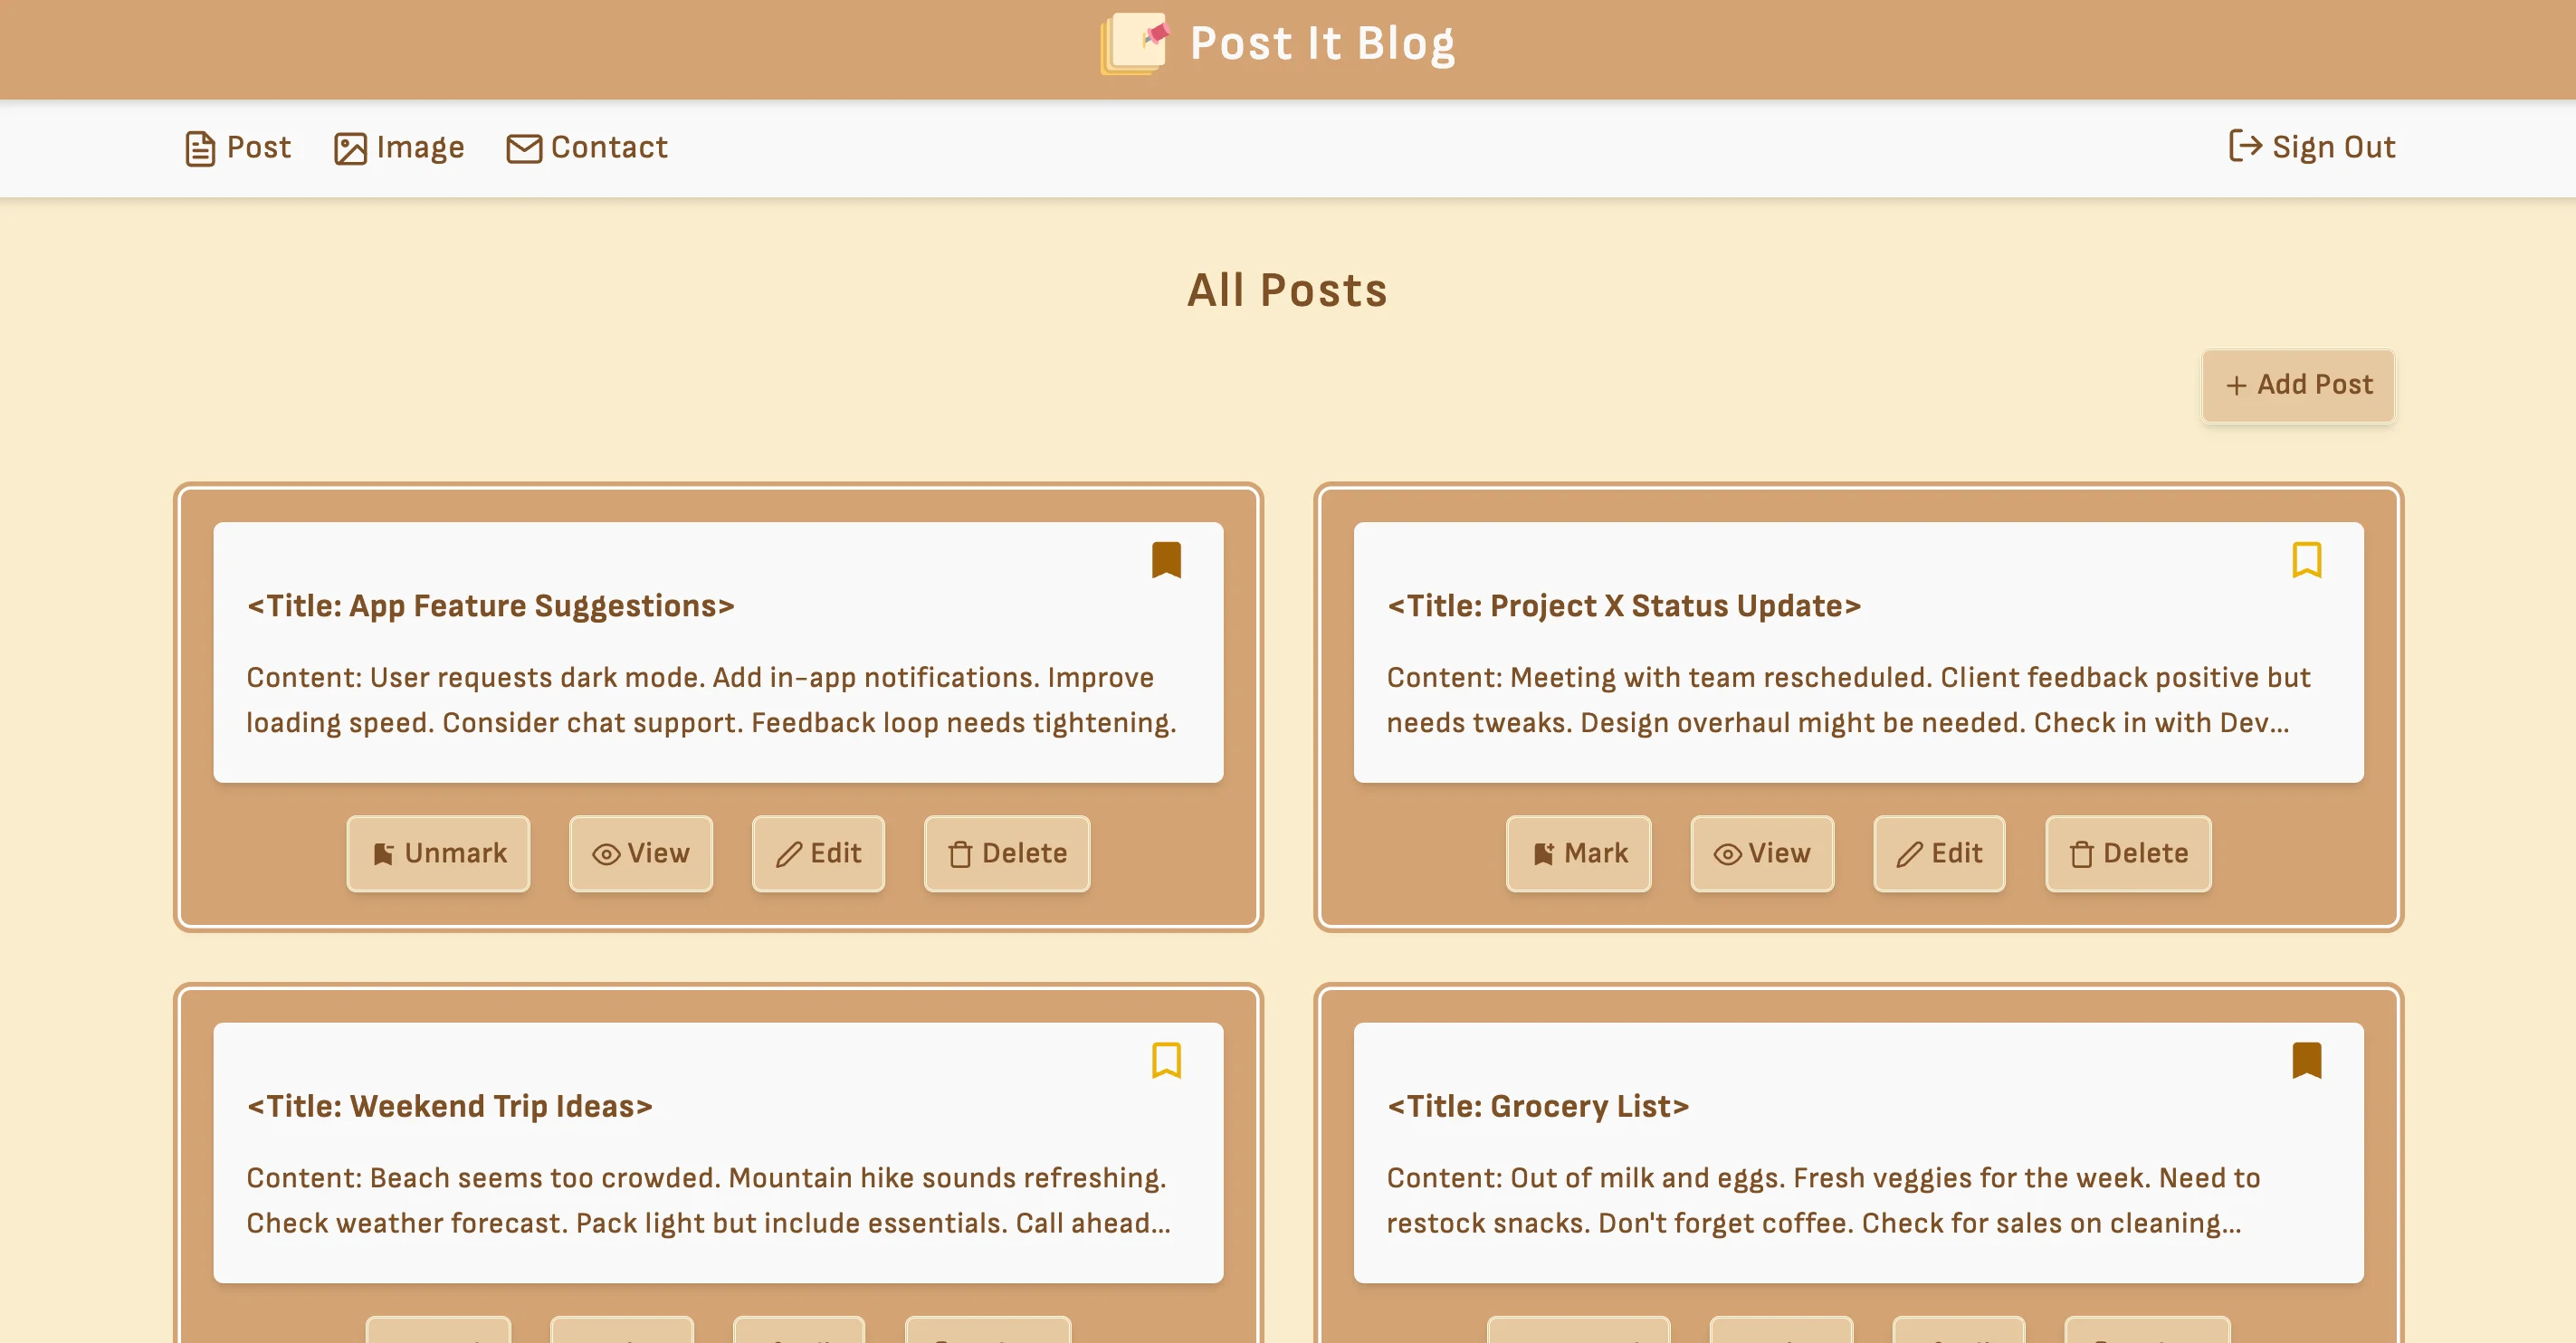 Post It Blog
Post Image Contact Sign Out
All Posts
+ Add Post
<Title: App Feature Suggestions>
Content: User requests dark mode. Add in-app notifications. Improve
loading speed. Consider chat support. Feedback loop needs tightening.
Unmark View Edit Delete
<Title: Project X Status Update>
Content: Meeting with team rescheduled. Client feedback positive but
needs tweaks. Design overhaul might be needed. Check in with Dev...
Mark View Edit Delete
<Title: Weekend Trip Ideas>
Content: Beach seems too crowded. Mountain hike sounds refreshing.
Check weather forecast. Pack light but include essentials. Call ahead...
<Title: Grocery List>
Content: Out of milk and eggs. Fresh veggies for the week. Need to
restock snacks. Don't forget coffee. Check for sales on cleaning...